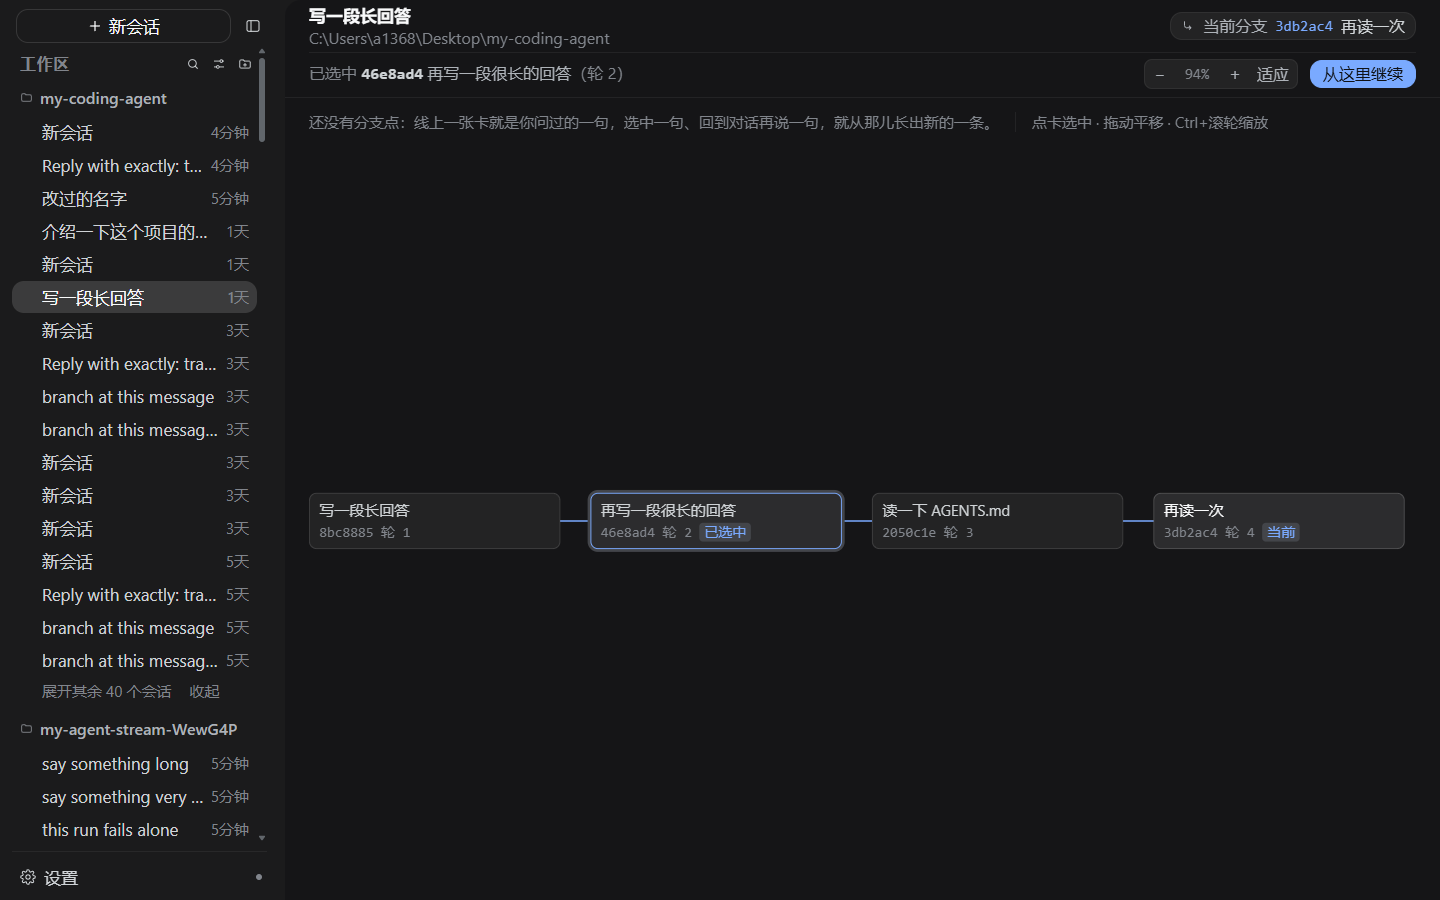 + 新会话
工作区
my-coding-agent
新会话 4分钟
Reply with exactly: t... 4分钟
改过的名字 5分钟
介绍一下这个项目的... 1天
新会话 1天
写一段长回答 1天
新会话 3天
Reply with exactly: tra... 3天
branch at this message 3天
branch at this messag... 3天
新会话 3天
新会话 3天
新会话 3天
新会话 5天
Reply with exactly: tra... 5天
branch at this message 5天
branch at this messag... 5天
展开其余 40 个会话 收起
my-agent-stream-WewG4P
say something long 5分钟
say something very ... 5分钟
this run fails alone 5分钟
设置
写一段长回答
C:\Users\a1368\Desktop\my-coding-agent
当前分支 3db2ac4 再读一次
已选中 46e8ad4 再写一段很长的回答（轮 2）
− 94% + 适应 从这里继续
还没有分支点：线上一张卡就是你问过的一句，选中一句、回到对话再说一句，就从那儿长出新的一条。 点卡选中 · 拖动平移 · Ctrl+滚轮缩放
写一段长回答
8bc8885 轮 1
再写一段很长的回答
46e8ad4 轮 2 已选中
读一下 AGENTS.md
2050c1e 轮 3
再读一次
3db2ac4 轮 4 当前